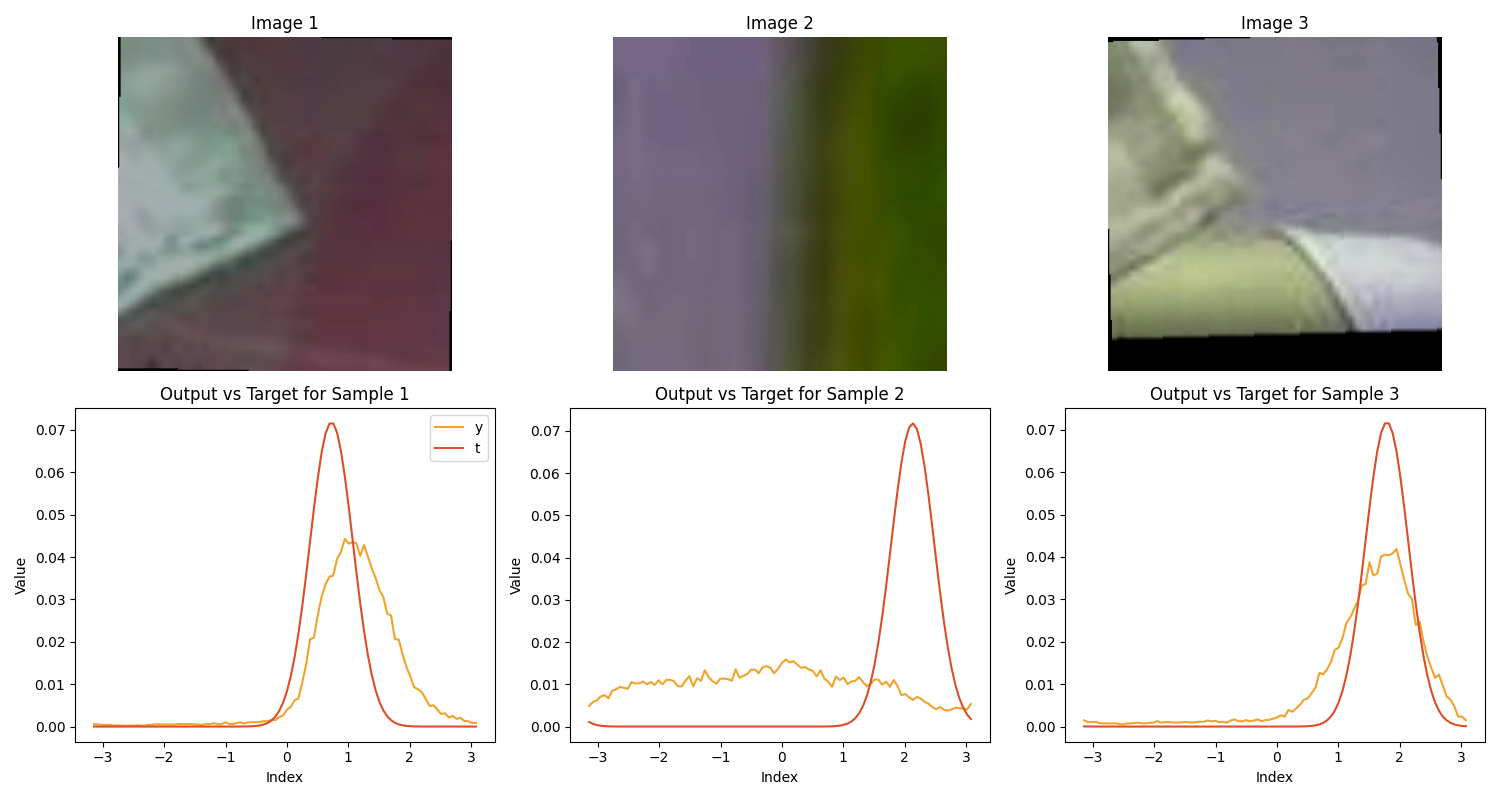 Image 1
Image 2
Image 3
Output vs Target for Sample 1
Output vs Target for Sample 2
Output vs Target for Sample 3
Value
0.07
0.06
0.05
0.04
0.03
0.02
0.01
0.00
y
t
−3 −2 −1 0 1 2 3
Index
Value
0.07
0.06
0.05
0.04
0.03
0.02
0.01
0.00
−3 −2 −1 0 1 2 3
Index
Value
0.07
0.06
0.05
0.04
0.03
0.02
0.01
0.00
−3 −2 −1 0 1 2 3
Index